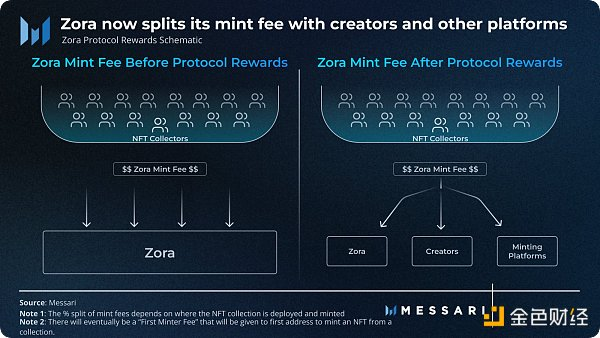 Zora now splits its mint fee with creators and other platforms
Zora Protocol Rewards Schematic
Zora Mint Fee Before Protocol Rewards
NFT Collectors
$$ Zora Mint Fee $$
Zora
Zora Mint Fee After Protocol Rewards
NFT Collectors
$$ Zora Mint Fee $$
Zora
Creators
Minting
Platforms
Source: Messari
Note 1: The % split of mint fees depends on where the NFT collection is deployed and minted
Note 2: There will eventually be a "First Minter Fee" that will be given to first address to mint an NFT from a
collection.
MESSARI
金色财经